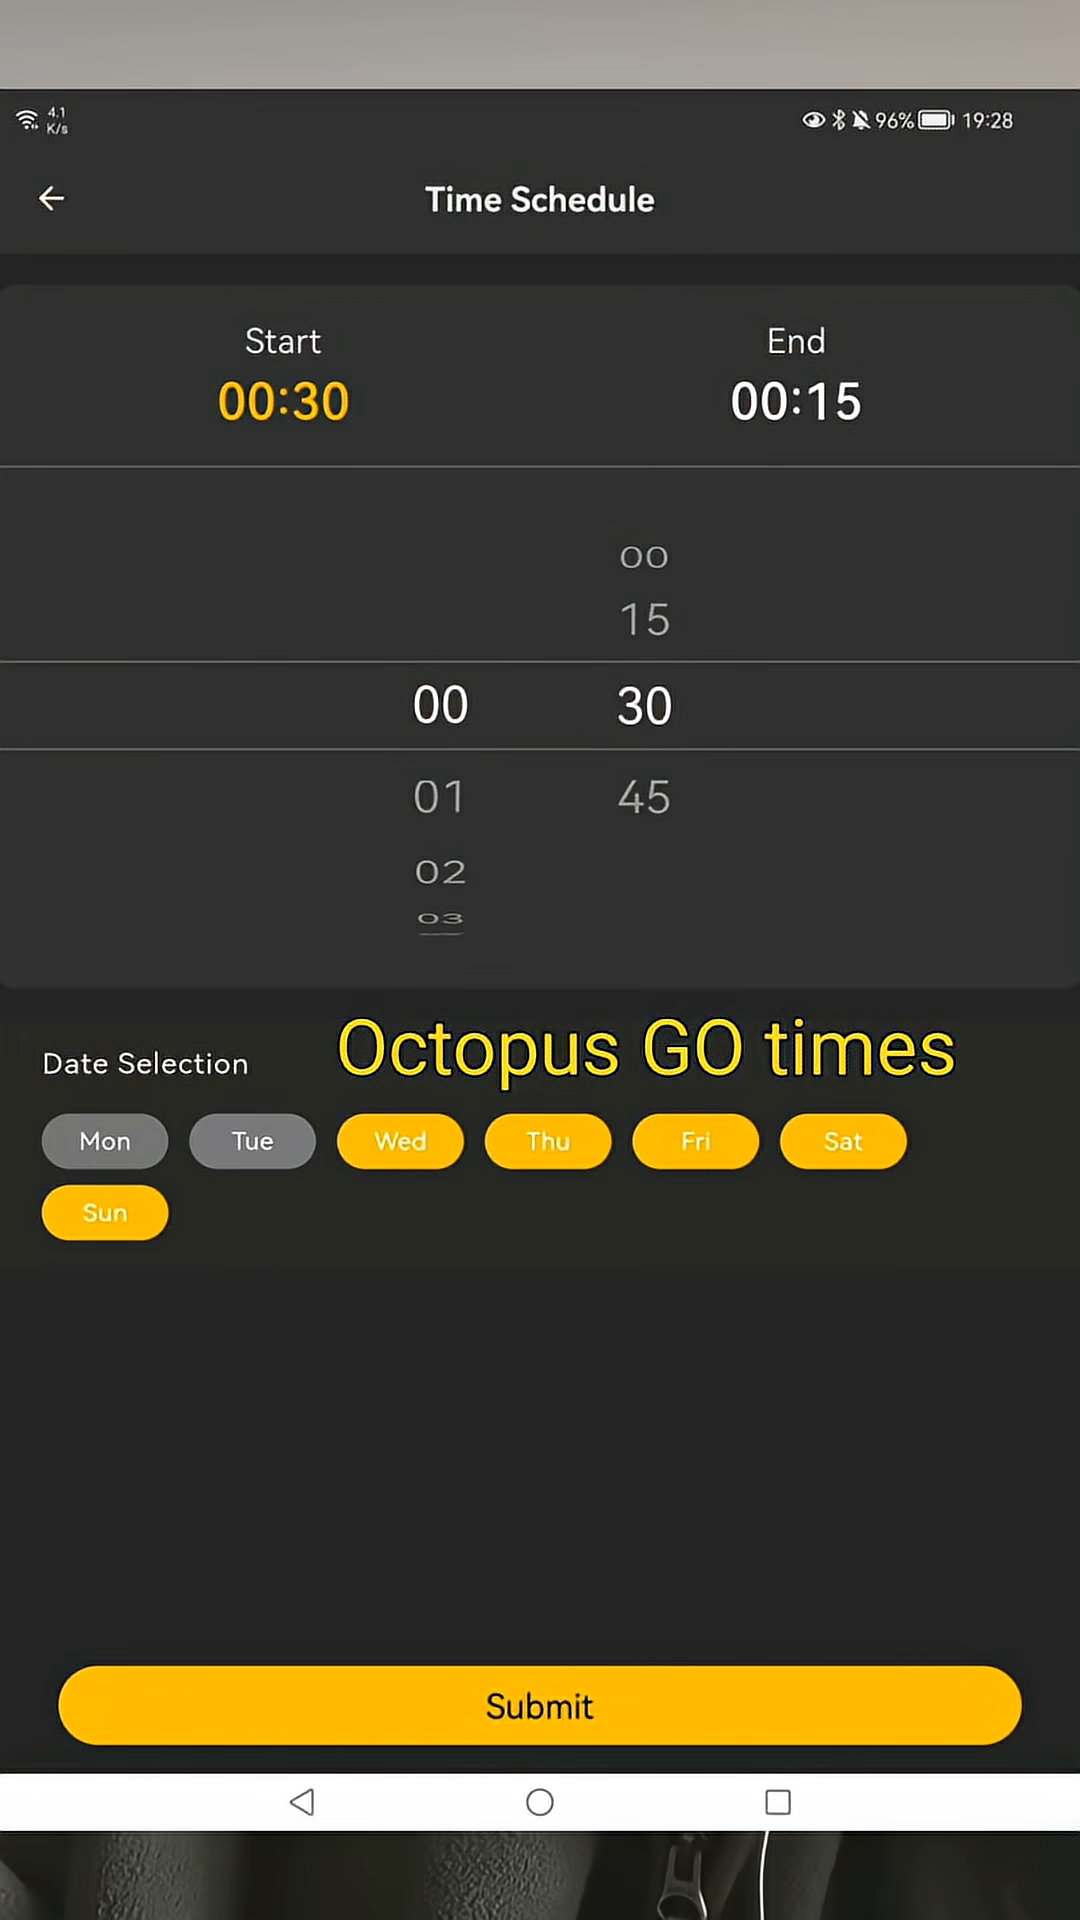 4.1
K/s
96% 19:28
Time Schedule
Start End
00:30 00:15
00
15
00 30
01 45
02
03
Octopus GO times
Date Selection
Mon Tue Wed Thu Fri Sat
Sun
Submit